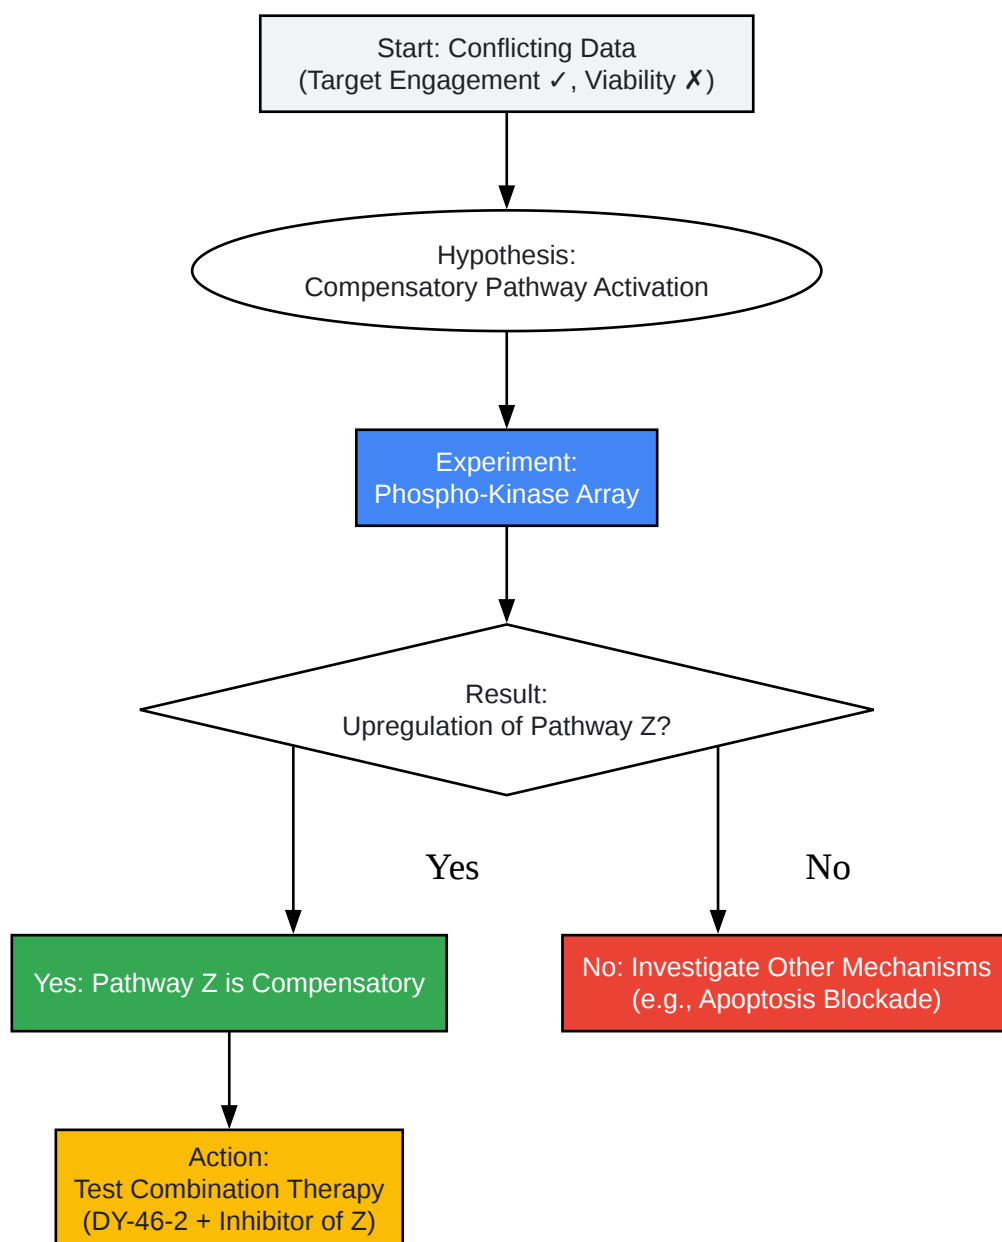 Start: Conflicting Data
(Target Engagement ✓, Viability ✗)
Hypothesis:
Compensatory Pathway Activation
Experiment:
Phospho-Kinase Array
Result:
Upregulation of Pathway Z?
Yes
No
Yes: Pathway Z is Compensatory
No: Investigate Other Mechanisms
(e.g., Apoptosis Blockade)
Action:
Test Combination Therapy
(DY-46-2 + Inhibitor of Z)